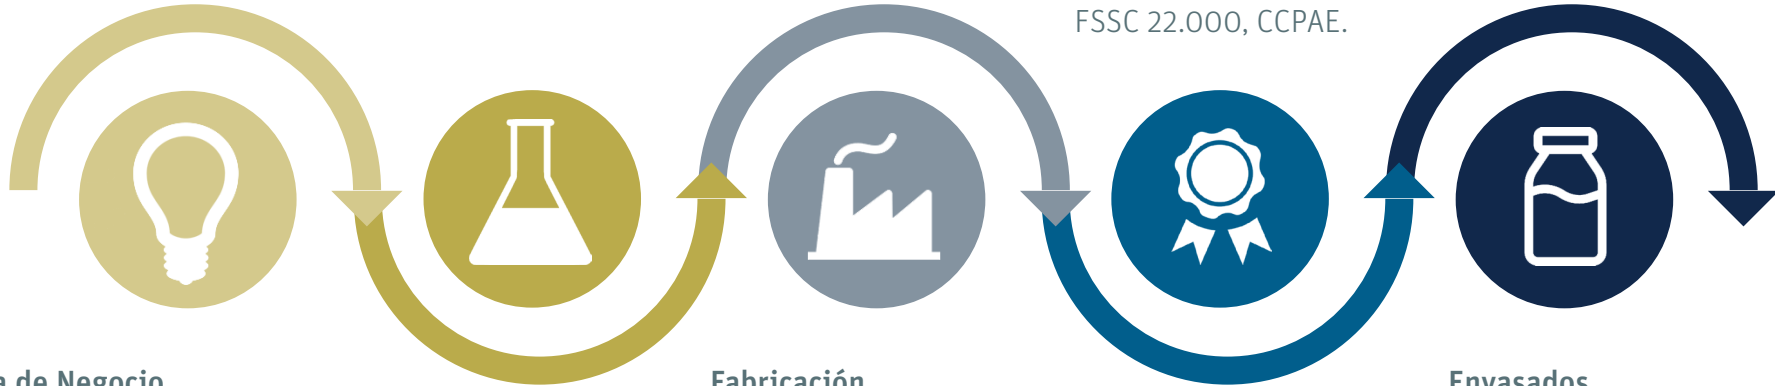 FSSC 22.000, CCPAE.
de Negocio
Fabricación
Envasados